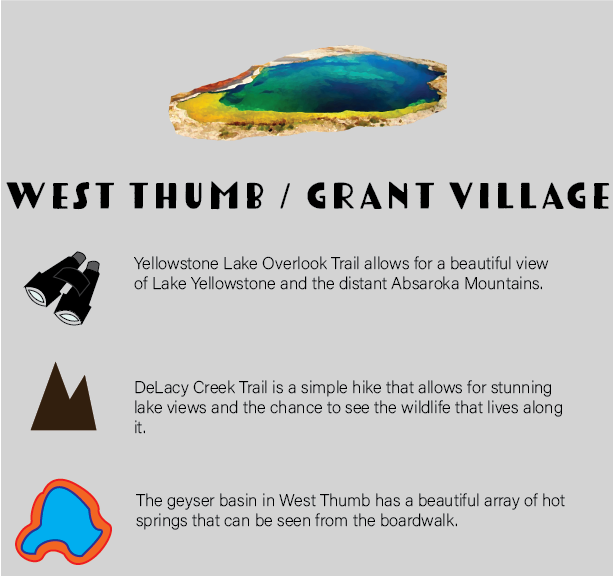 WEST THUMB / GRANT VILLAGE
Yellowstone Lake Overlook Trail allows for a beautiful view
of Lake Yellowstone and the distant Absaroka Mountains.
DeLacy Creek Trail is a simple hike that allows for stunning
lake views and the chance to see the wildlife that lives along
it.
The geyser basin in West Thumb has a beautiful array of hot
springs that can be seen from the boardwalk.